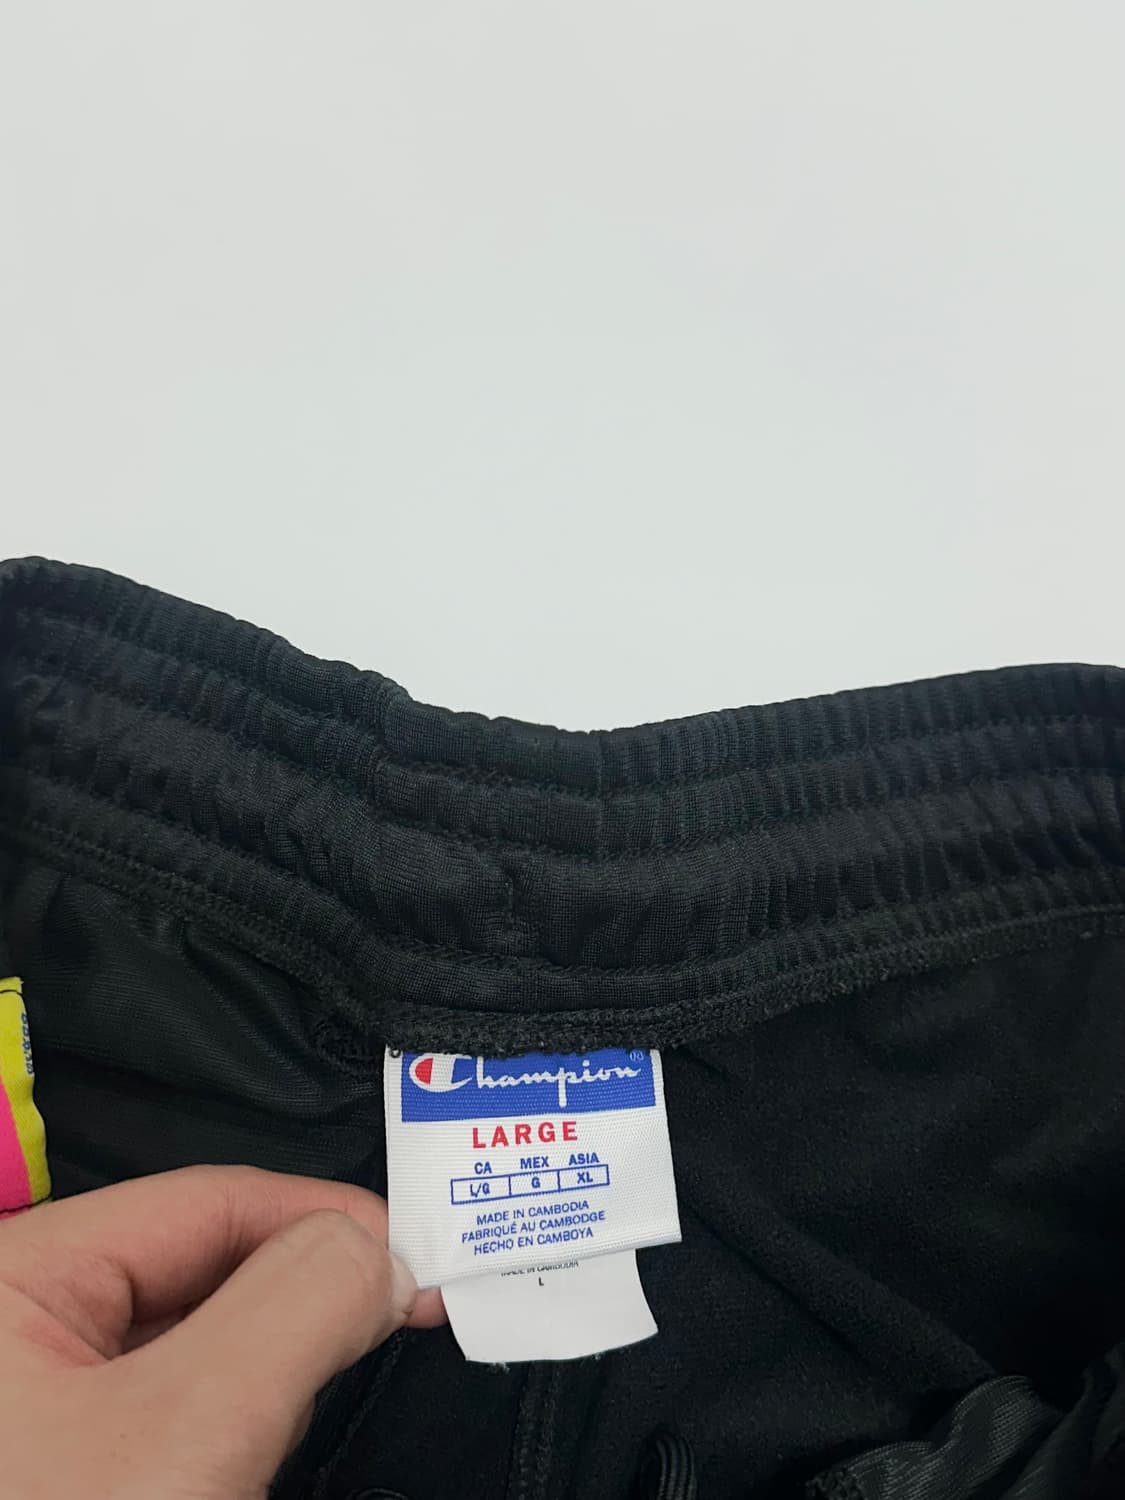 Champion
LARGE
CA MEX ASIA
L/G G XL
MADE IN CAMBODIA
FABRIQUÉ AU CAMBODGE
HECHO EN CAMBOYA
MADE IN CAMBODIA
L